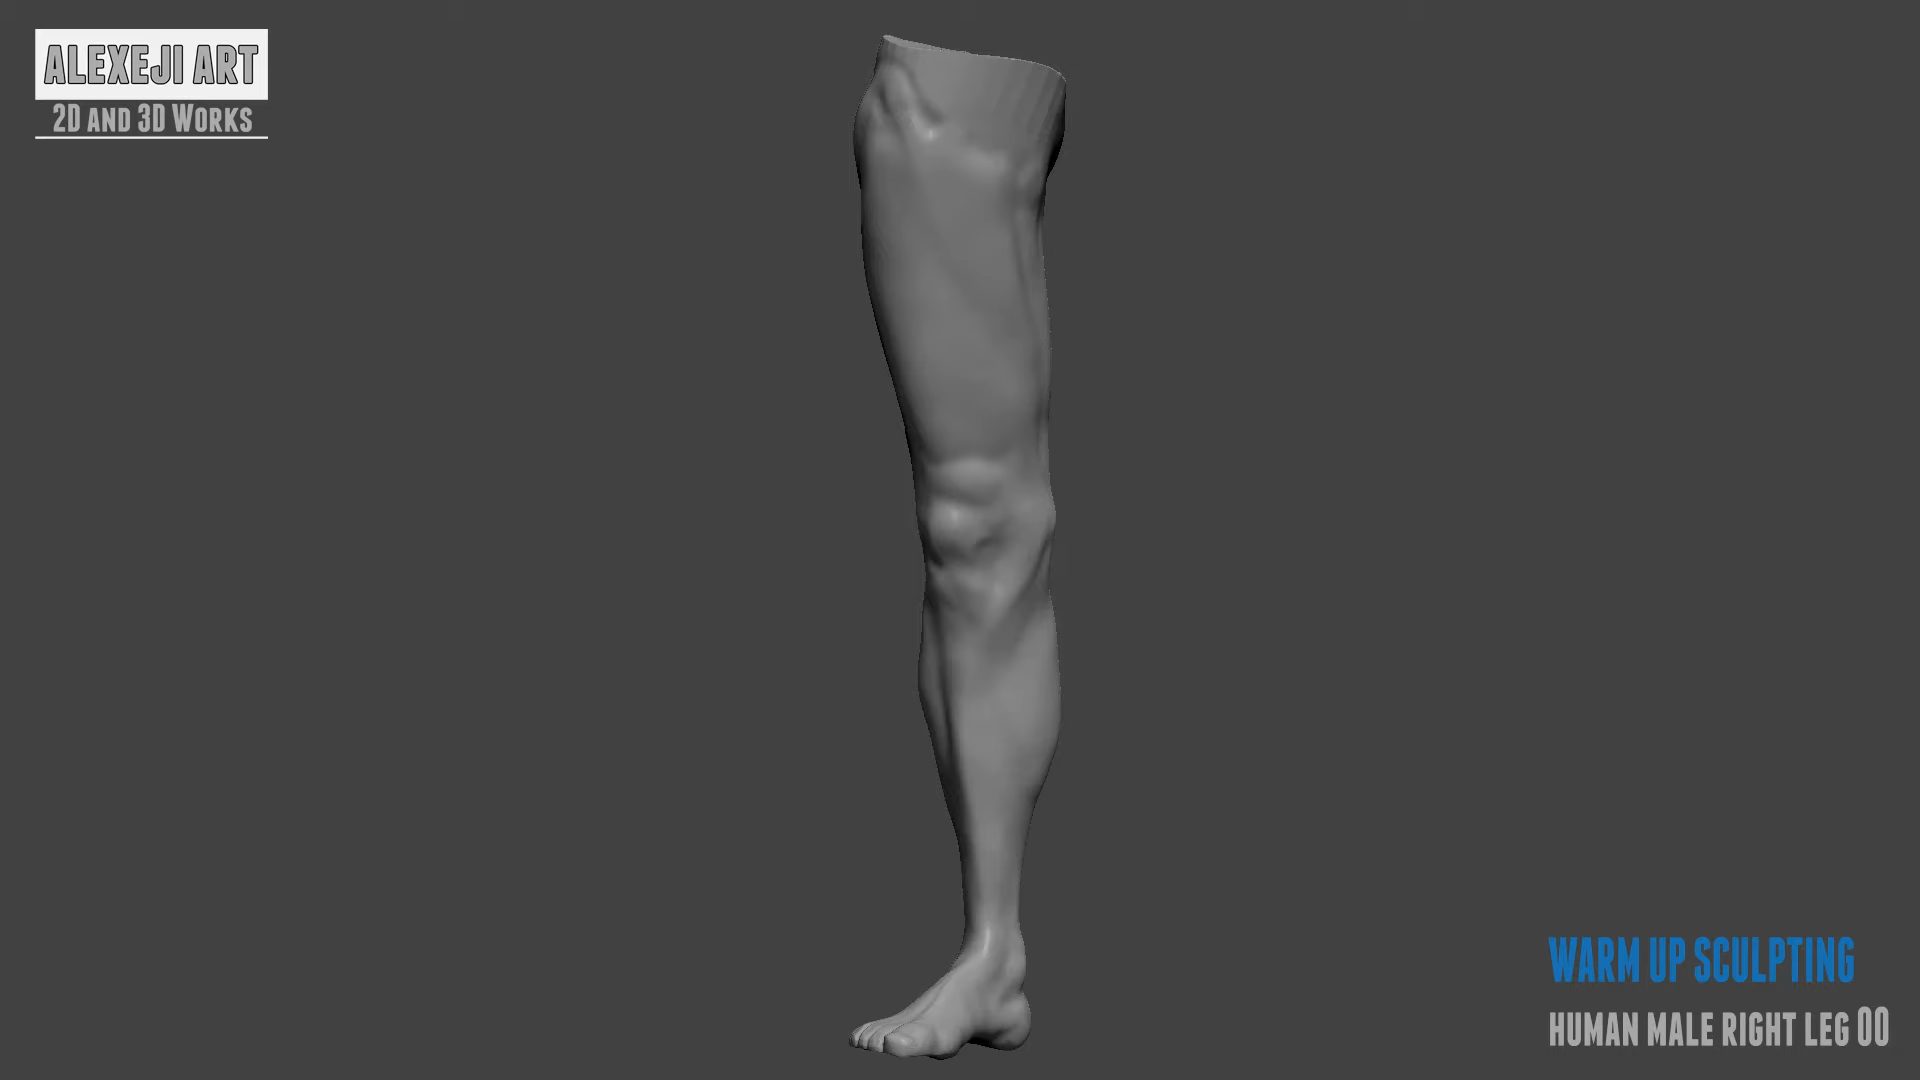 ALEXEJI ART
2D AND 3D WORKS
WARM UP SCULPTING
HUMAN MALE RIGHT LEG 00